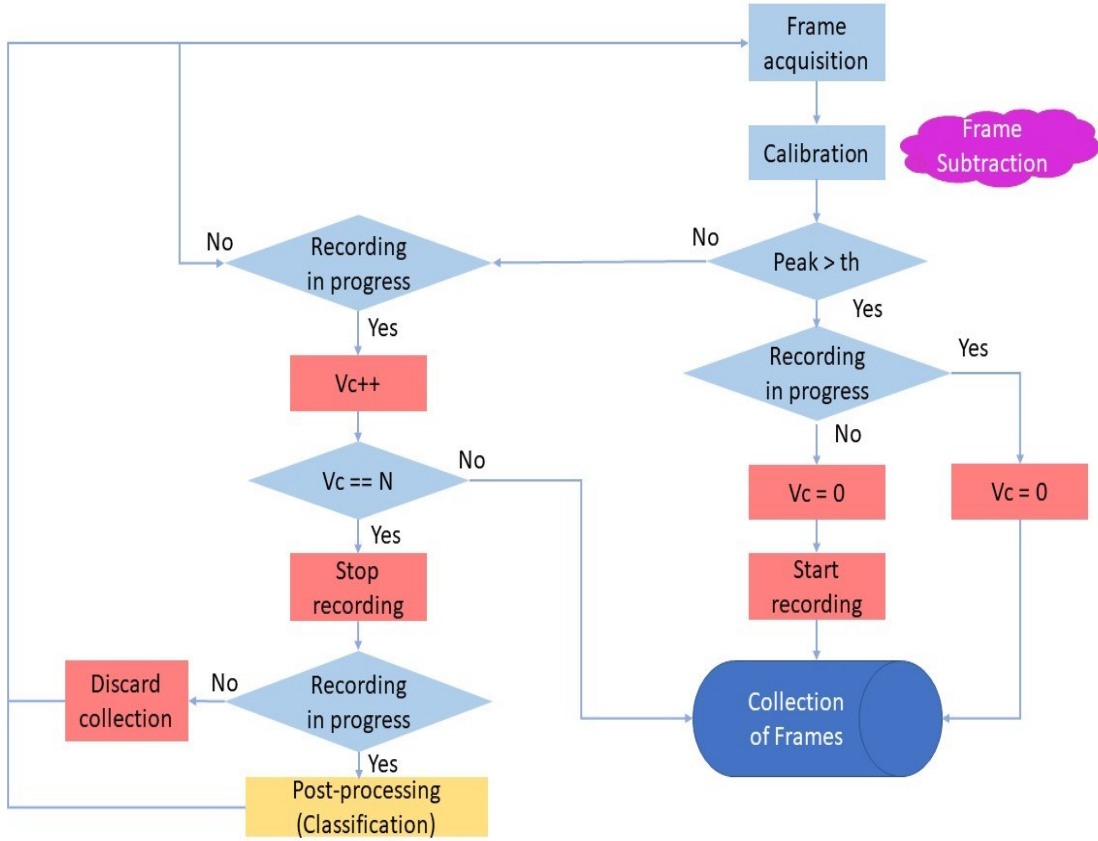 Frame
acquisition
Calibration
Frame
Subtraction
Peak > th
No
Yes
Recording
in progress
No
Yes
Recording
in progress
Yes
No
Vc++
Vc == N
No
Yes
Vc = 0
Vc = 0
Stop
recording
Start
recording
Recording
in progress
No
Yes
Discard
collection
Collection
of Frames
Post-processing
(Classification)